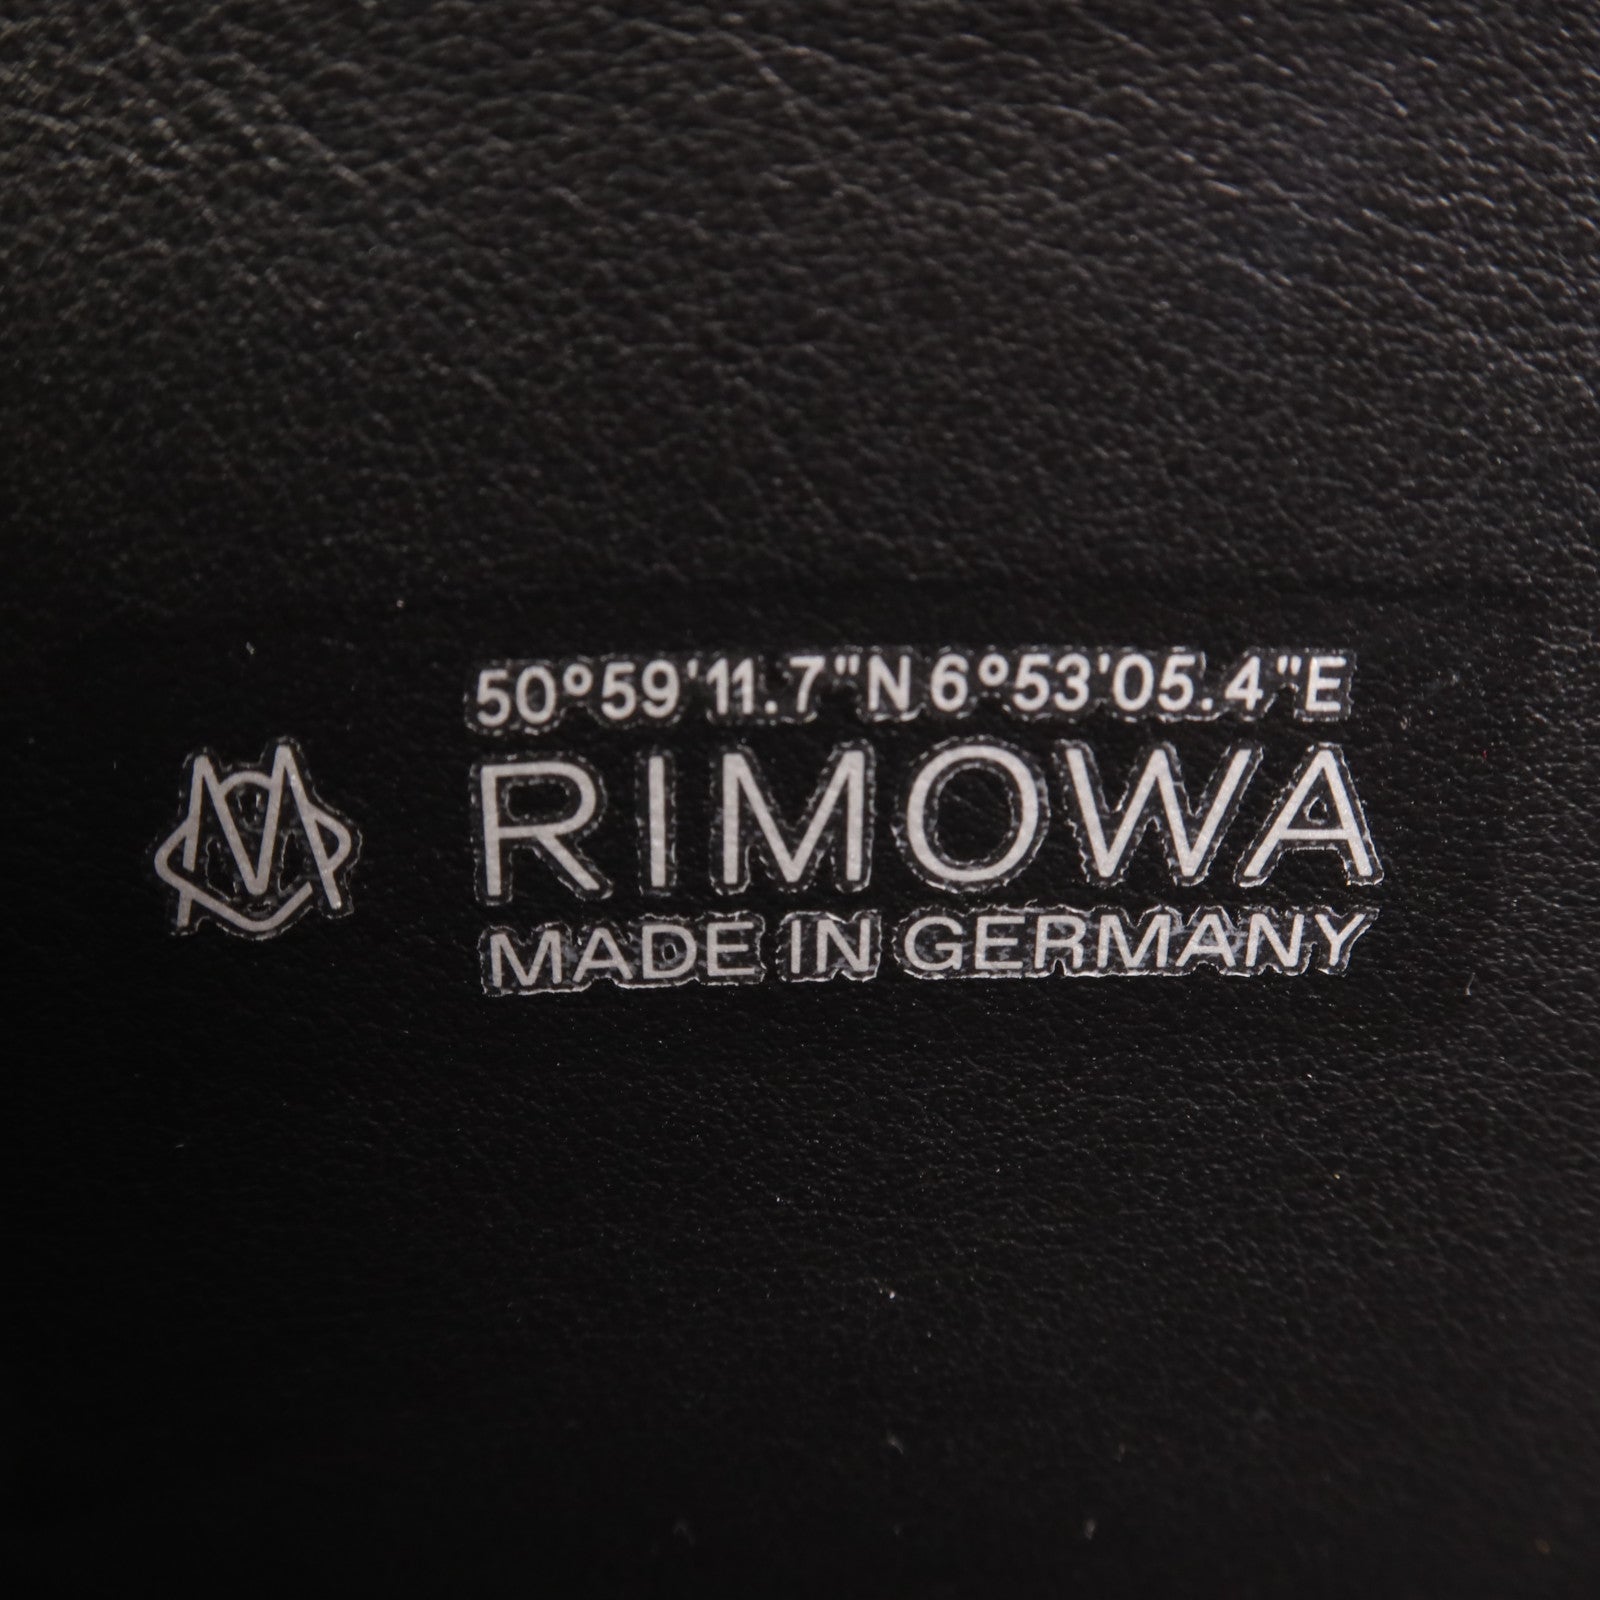 50°59'11.7"N 6°53'05.4"E
RIMOWA
MADE IN GERMANY